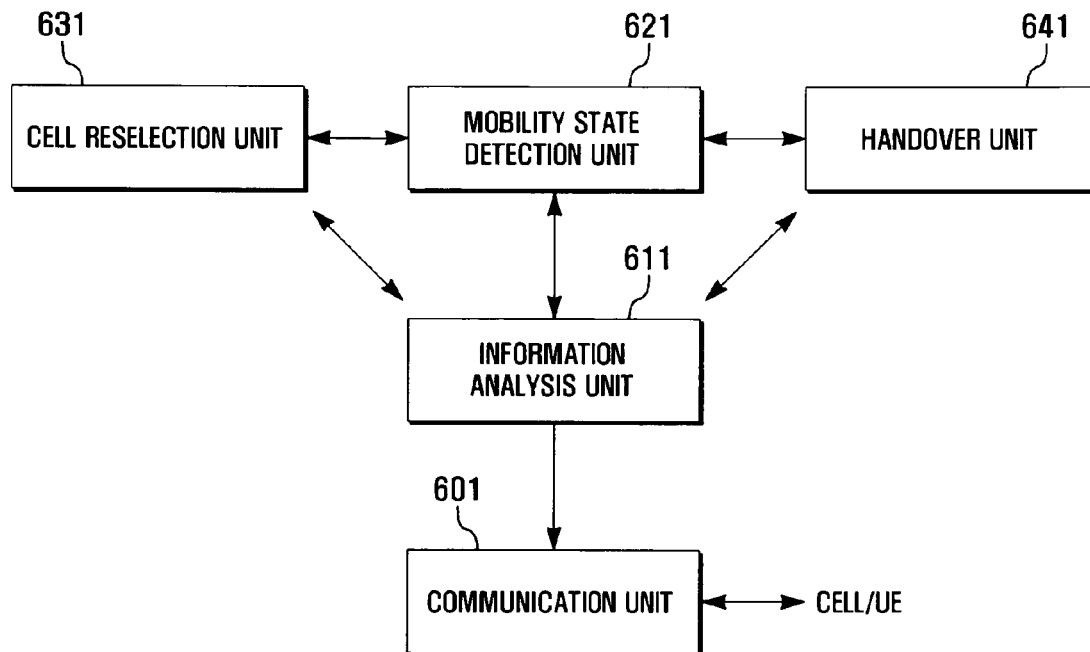 631
621
641
CELL RESELECTION UNIT
MOBILITY STATE
DETECTION UNIT
HANDOVER UNIT
611
INFORMATION
ANALYSIS UNIT
601
COMMUNICATION UNIT
CELL/UE